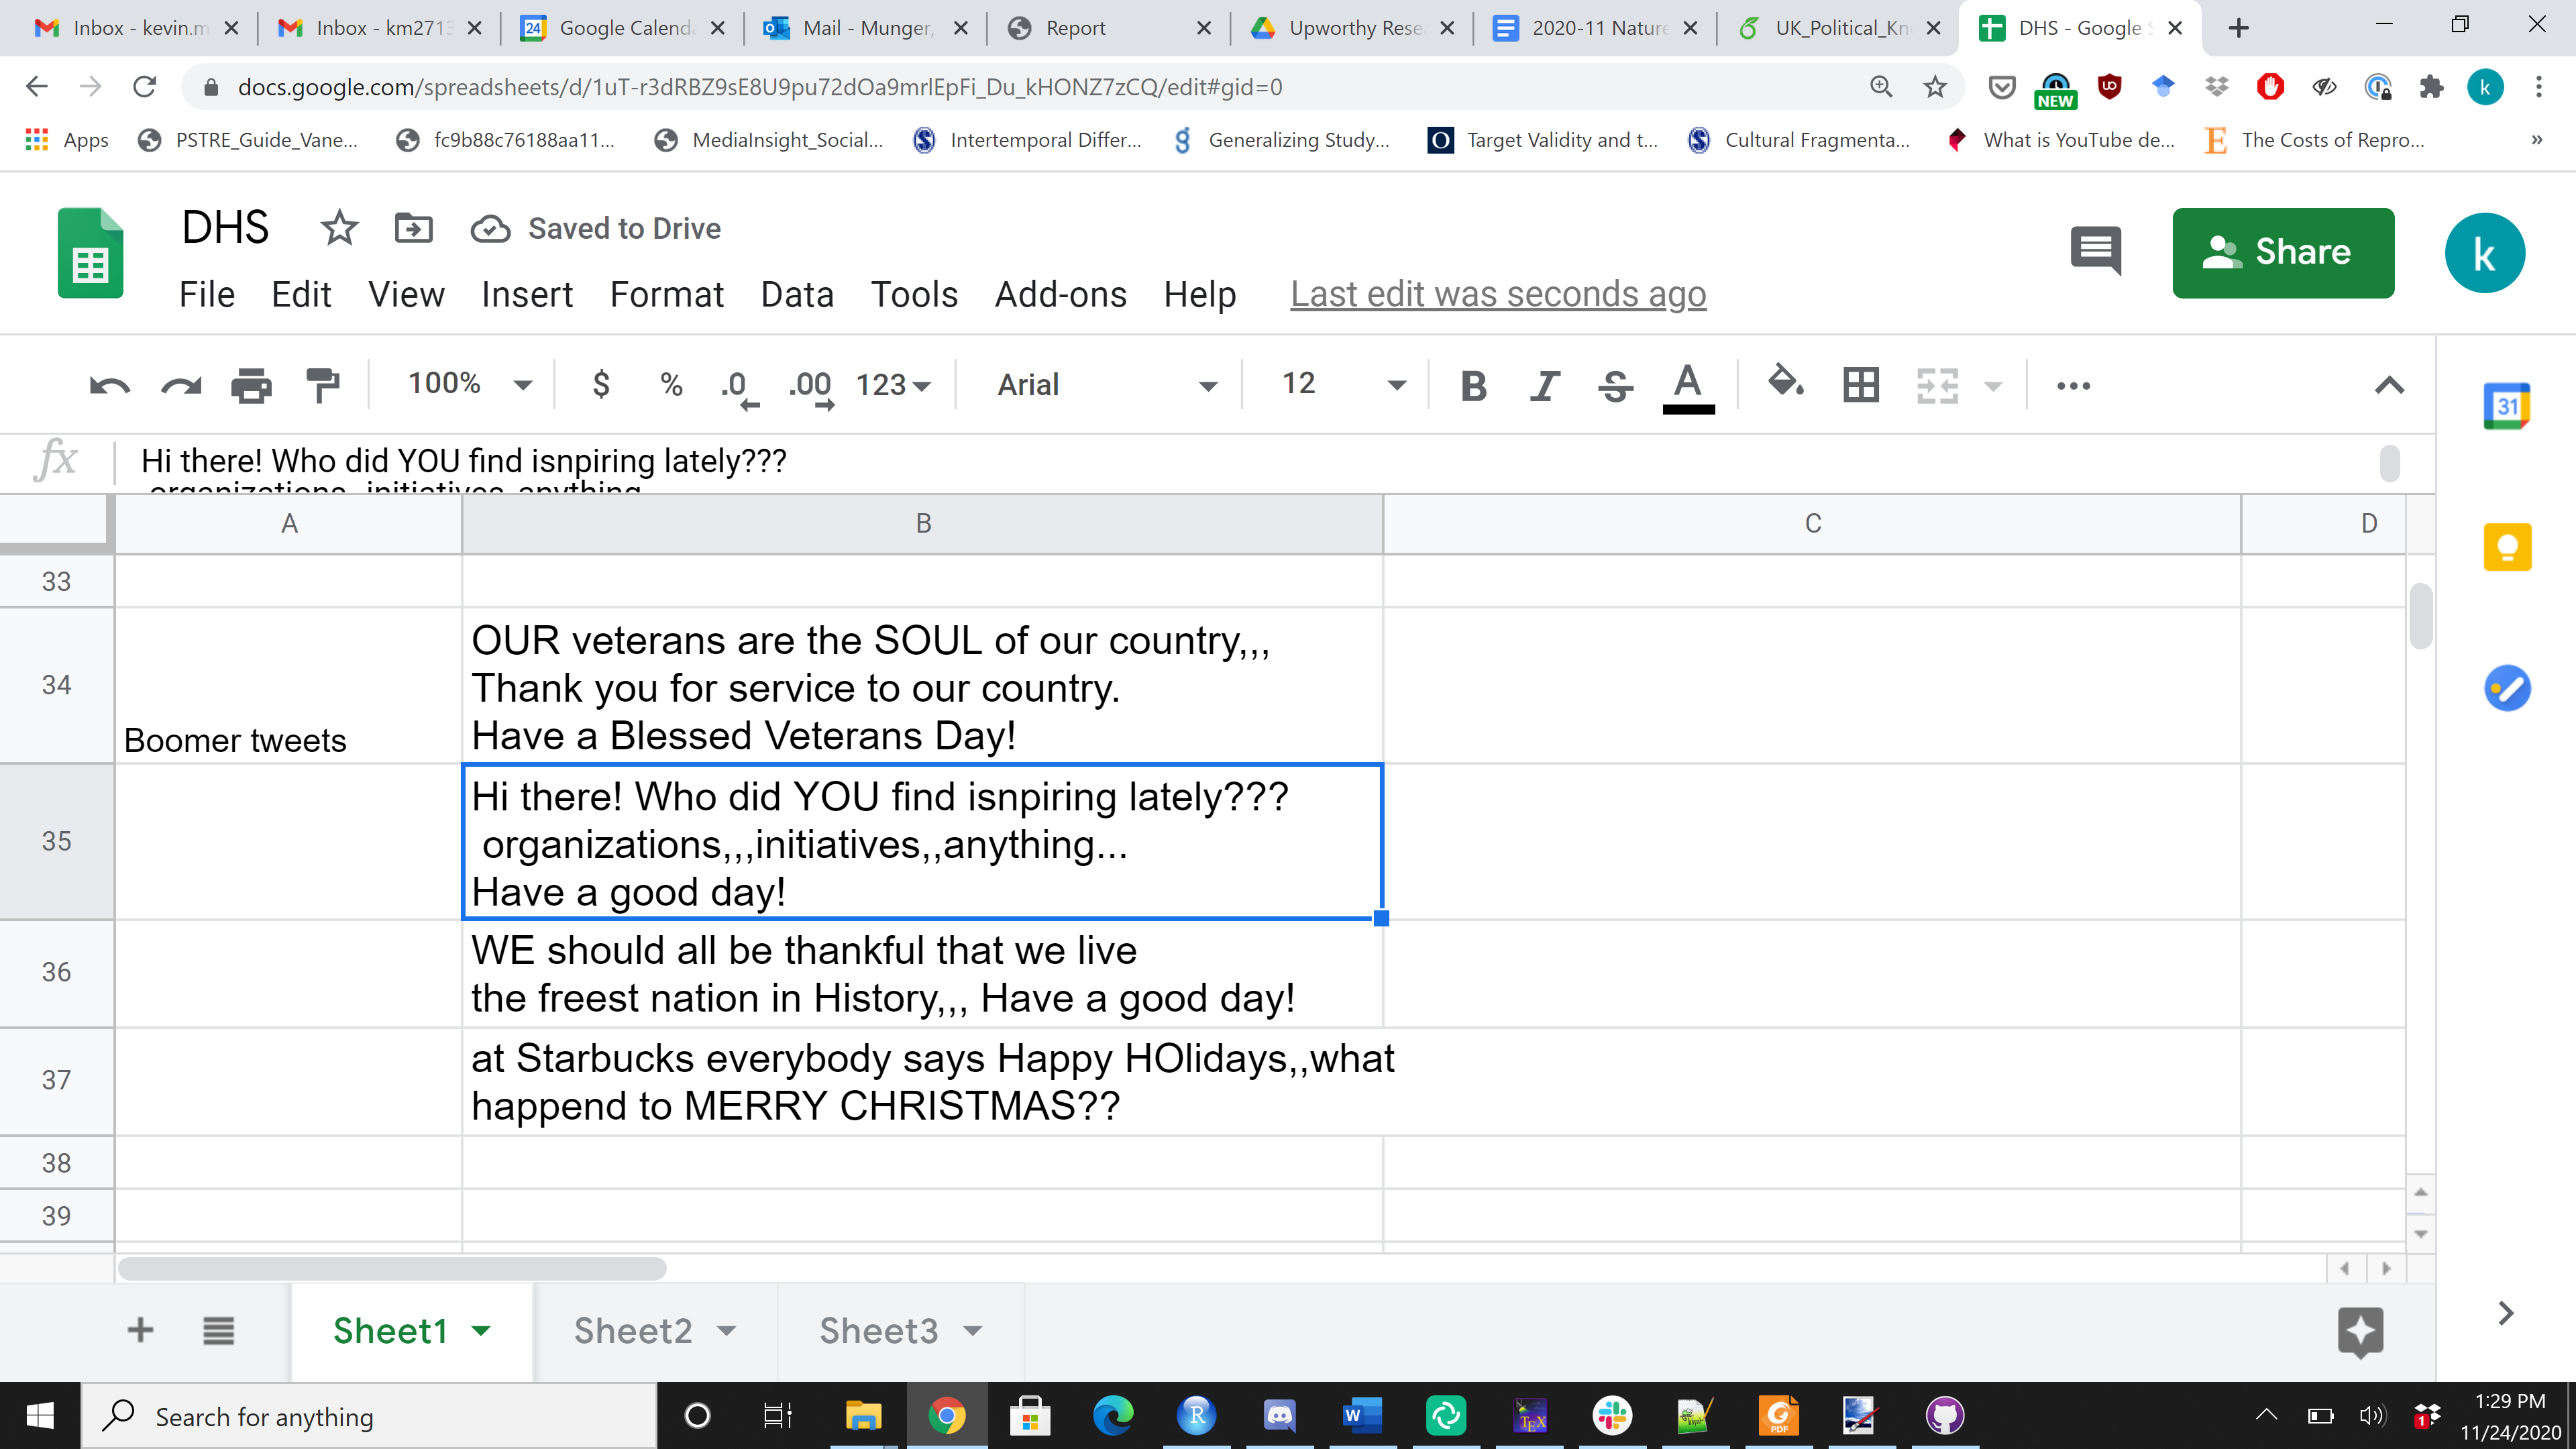 Inbox - kevin.m
Inbox - km2713
24
Google Calenda
Mail - Munger,
Report
Upworthy Rese
2020-11 Nature
UK_Political_Kn
DHS - Google S
docs.google.com/spreadsheets/d/1uT-r3dRBZ9sE8U9pu72dOa9mrlEpFi_Du_kHONZ7zCQ/edit#gid=0
NEW
k
Apps
PSTRE_Guide_Vane...
fc9b88c76188aa11...
MediaInsight_Social...
Intertemporal Differ...
Generalizing Study...
Target Validity and t...
Cultural Fragmenta...
What is YouTube de...
The Costs of Repro...
»
DHS
Saved to Drive
Share
k
File Edit View Insert Format Data Tools Add-ons Help Last edit was seconds ago
100% $ % .0 .00 123 Arial 12 B I S A ...
31
fx Hi there! Who did YOU find isnpiring lately???
organizations,,,initiatives,,anything...
A B C D
33
34
Boomer tweets
OUR veterans are the SOUL of our country,,,
Thank you for service to our country.
Have a Blessed Veterans Day!
35
Hi there! Who did YOU find isnpiring lately???
organizations,,,initiatives,,anything...
Have a good day!
36
WE should all be thankful that we live
the freest nation in History,,, Have a good day!
37
at Starbucks everybody says Happy HOlidays,,what
happend to MERRY CHRISTMAS??
38
39
Sheet1 Sheet2 Sheet3
Search for anything
1:29 PM
11/24/2020